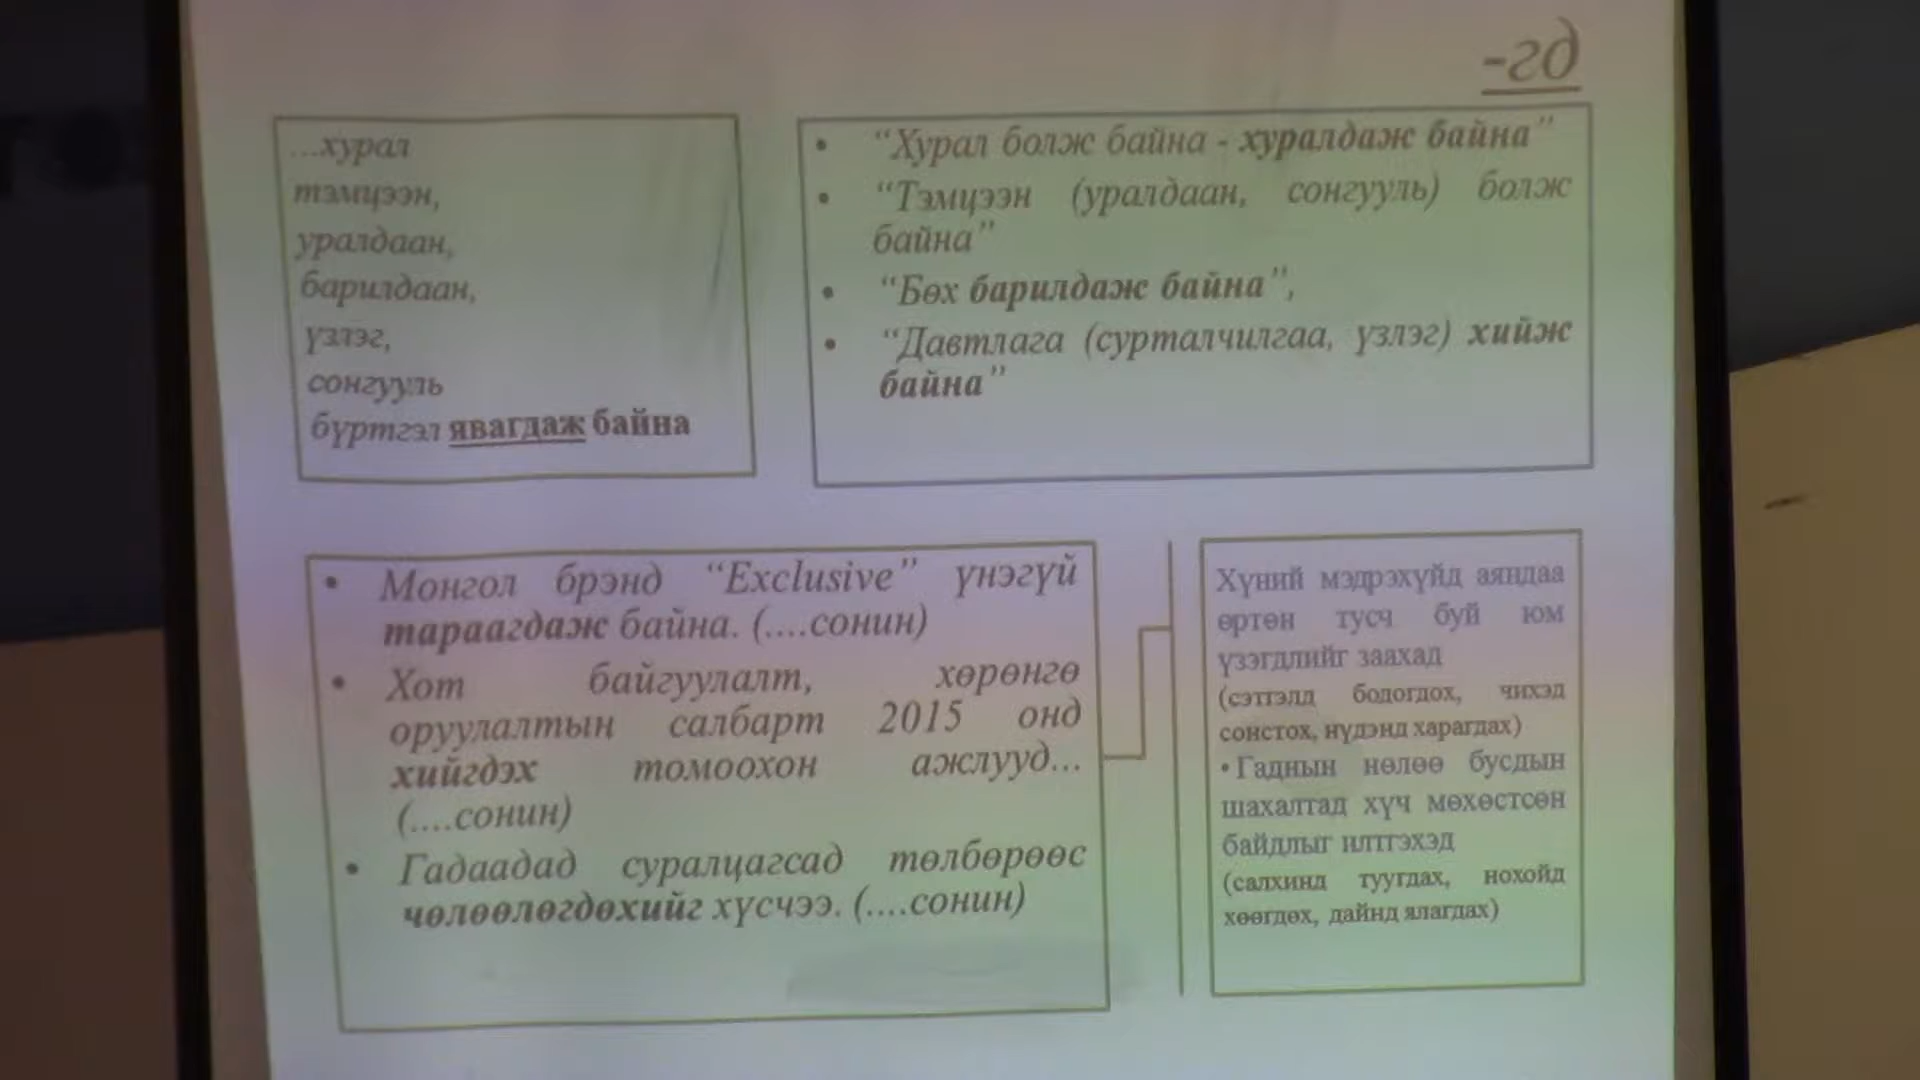 -гд
...хурал
тэмцээн,
уралдаан,
барилдаан,
үзлэг,
сонгууль
бүртгэл явагдаж байна
• “Хурал болж байна - хуралдаж байна”
• “Тэмцээн (уралдаан, сонгууль) болж
байна”
• “Бөх барилдаж байна”,
• “Давтлага (сурталчилгаа, үзлэг) хийж
байна”
• Монгол брэнд “Exclusive” үнэгүй
тараагдаж байна. (....сонин)
• Хот байгуулалт, хөрөнгө
оруулалтын салбарт 2015 онд
хийгдэх томоохон ажлууд...
(....сонин)
• Гадаадад суралцагсад төлбөрөөс
чөлөөлөгдөхийг хүсчээ. (....сонин)
Хүний мэдрэхүйд аяндаа
өртөн тусч буй юм
үзэгдлийг заахад
(сэтгэлд бодогдох, чихэд
сонстох, нүдэнд харагдах)
• Гаднын нөлөө бусдын
шахалтад хүч мөхөстсөн
байдлыг илтгэхэд
(салхинд туугдах, нохойд
хөөгдөх, дайнд ялагдах)